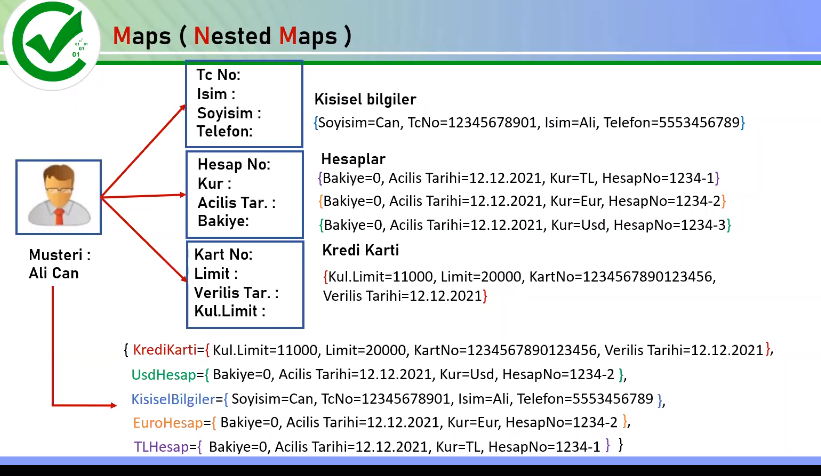 Maps ( Nested Maps )
Tc No:
Isim :
Soyisim :
Telefon:
Kisisel bilgiler
{Soyisim=Can, TcNo=12345678901, Isim=Ali, Telefon=5553456789}
Hesap No:
Kur :
Acilis Tar. :
Bakiye:
Hesaplar
{Bakiye=0, Acilis Tarihi=12.12.2021, Kur=TL, HesapNo=1234-1}
{Bakiye=0, Acilis Tarihi=12.12.2021, Kur=Eur, HesapNo=1234-2}
{Bakiye=0, Acilis Tarihi=12.12.2021, Kur=Usd, HesapNo=1234-3}
Musteri :
Ali Can
Kart No:
Limit :
Verilis Tar. :
Kul.Limit :
Kredi Karti
{Kul.Limit=11000, Limit=20000, KartNo=1234567890123456,
Verilis Tarihi=12.12.2021}
{ KrediKarti={ Kul.Limit=11000, Limit=20000, KartNo=1234567890123456, Verilis Tarihi=12.12.2021},
UsdHesap={ Bakiye=0, Acilis Tarihi=12.12.2021, Kur=Usd, HesapNo=1234-2 },
KisiselBilgiler={ Soyisim=Can, TcNo=12345678901, Isim=Ali, Telefon=5553456789 },
EuroHesap={ Bakiye=0, Acilis Tarihi=12.12.2021, Kur=Eur, HesapNo=1234-2 },
TLHesap={ Bakiye=0, Acilis Tarihi=12.12.2021, Kur=TL, HesapNo=1234-1 } }